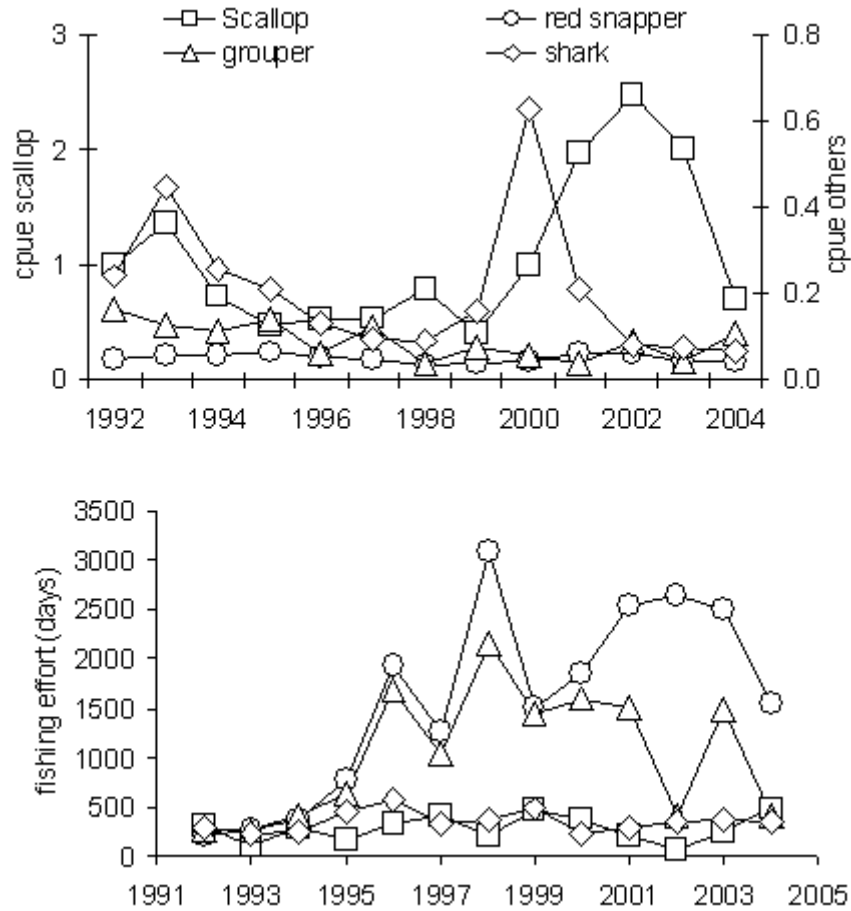 Scallop red snapper
grouper shark
3 0.8
2 0.6
0.4
1 0.2
0 0.0
cpue scallop
cpue others
1992 1994 1996 1998 2000 2002 2004
3500
3000
2500
2000
1500
1000
500
0
fishing effort (days)
1991 1993 1995 1997 1999 2001 2003 2005